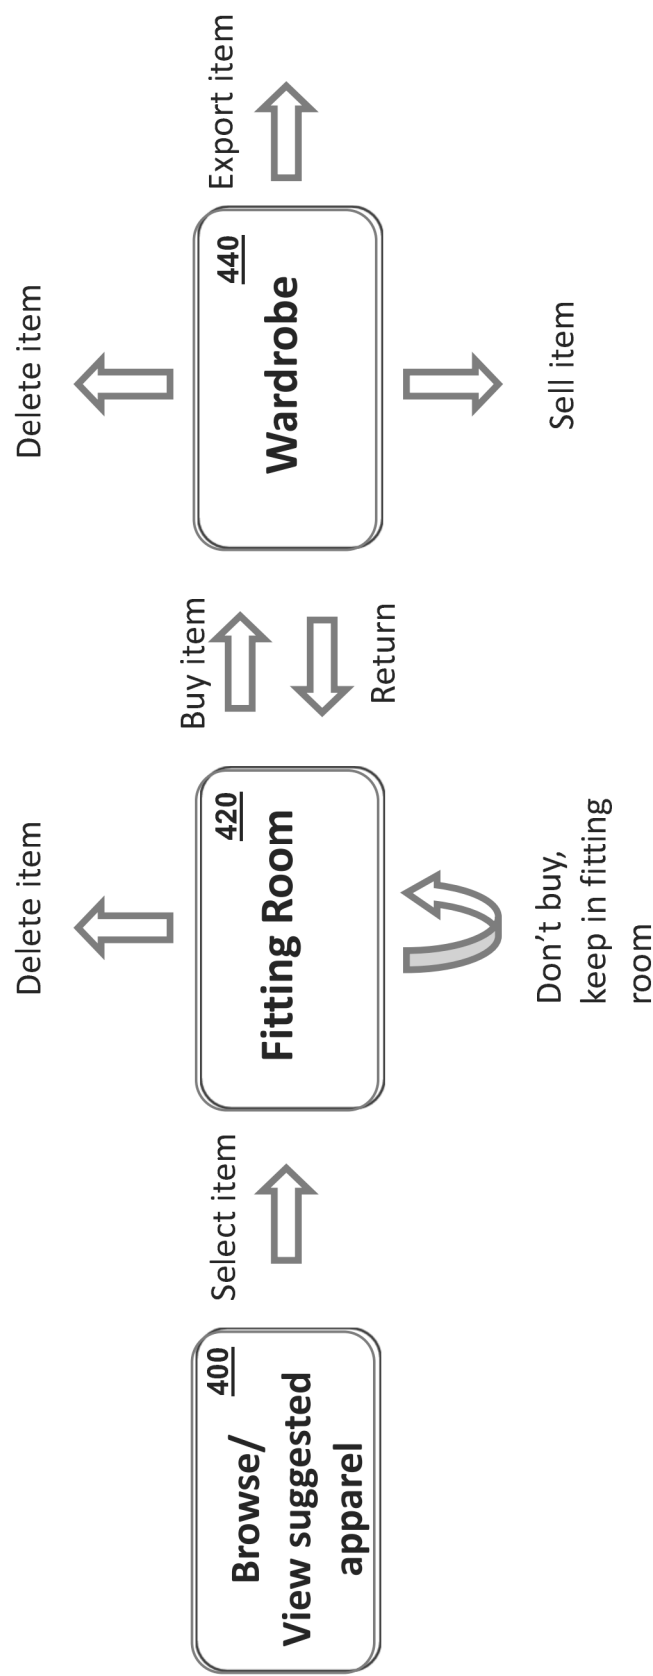 Browse/
View suggested
apparel
400
Select item
Delete item
Fitting Room
420
Don't buy,
keep in fitting
room
Buy item
Return
Delete item
Wardrobe
440
Sell item
Export item